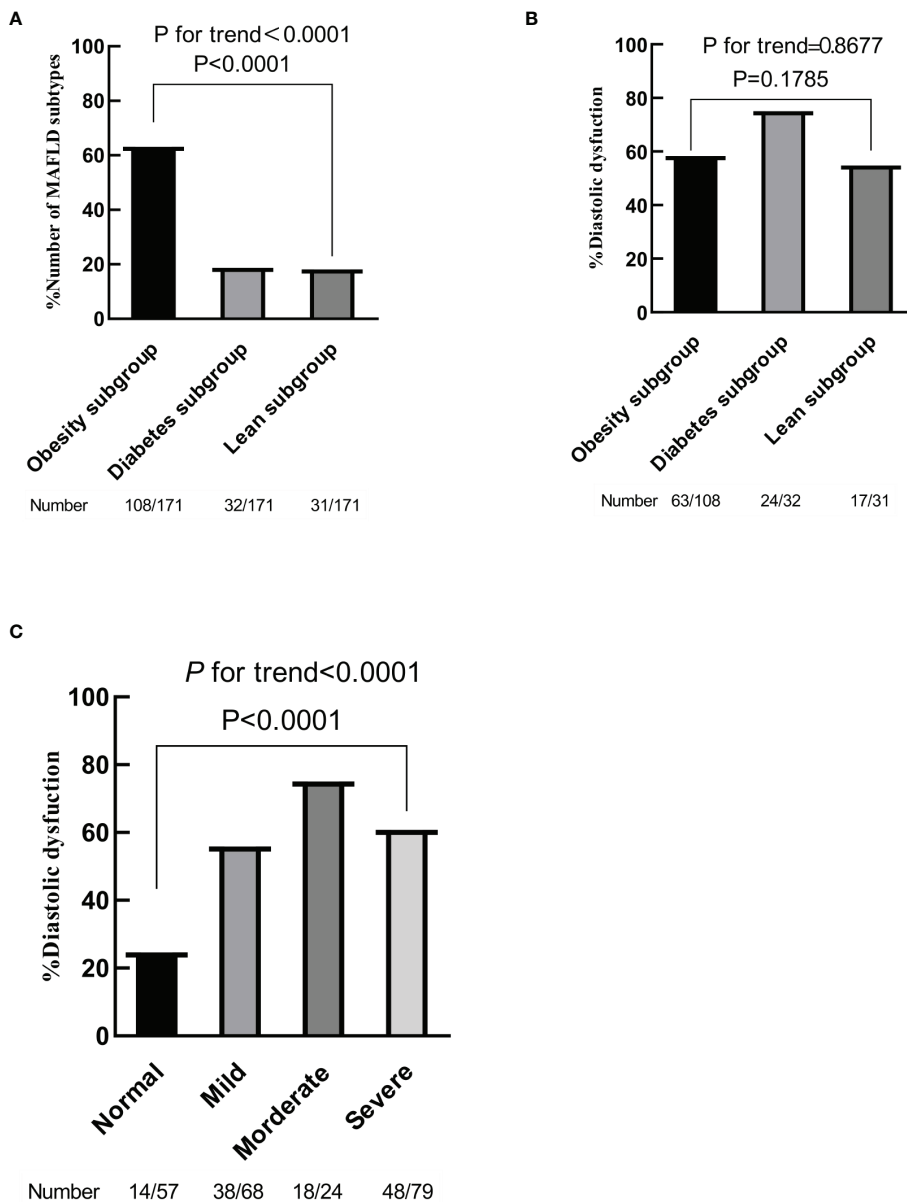 A
P for trend<0.0001
P<0.0001
%Number of MAFLD subtypes
100
80
60
40
20
0
Obesity subgroup
Diabetes subgroup
Lean subgroup
Number 108/171 32/171 31/171
B
P for trend=0.8677
P=0.1785
%Diastolic dysfuction
100
80
60
40
20
0
Obesity subgroup
Diabetes subgroup
Lean subgroup
Number 63/108 24/32 17/31
C
P for trend<0.0001
P<0.0001
%Diastolic dysfuction
100
80
60
40
20
0
Normal
Mild
Morderate
Severe
Number 14/57 38/68 18/24 48/79